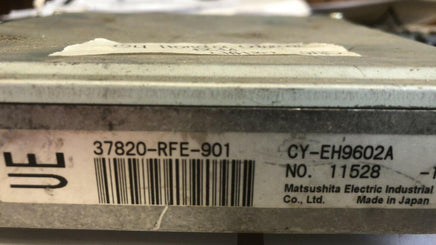 UE
37820-RFE-901
CY-EH9602A
NO. 11528
Matsushita Electric Industrial
Co., Ltd. Made in Japan